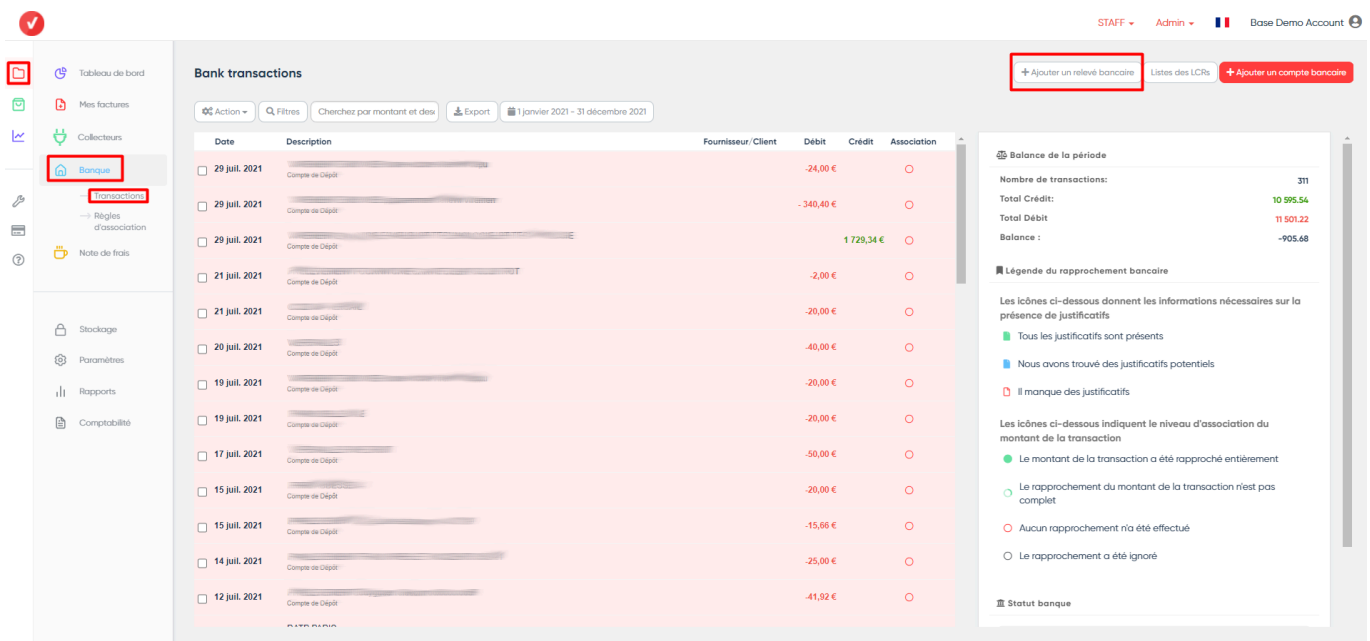 STAFF Admin Base Demo Account
Tableau de bord
Mes factures
Collecteurs
Banque
Transactions
Règles
d'association
Note de frais
Stockage
Paramètres
Rapports
Comptabilité
Bank transactions
+ Ajouter un relevé bancaire Listes des LCRs + Ajouter un compte bancaire
Action Filtres Cherchez par montant et desc Export 1 janvier 2021 - 31 décembre 2021
Date Description Fournisseur/Client Débit Crédit Association
29 juil. 2021 -24,00 €
Compte de Dépôt
29 juil. 2021 - 340,40 €
Compte de Dépôt
29 juil. 2021 1 729,34 €
Compte de Dépôt
21 juil. 2021 -2,00 €
Compte de Dépôt
21 juil. 2021 -20,00 €
Compte de Dépôt
20 juil. 2021 -40,00 €
Compte de Dépôt
19 juil. 2021 -20,00 €
Compte de Dépôt
19 juil. 2021 -20,00 €
Compte de Dépôt
17 juil. 2021 -50,00 €
Compte de Dépôt
15 juil. 2021 -20,00 €
Compte de Dépôt
15 juil. 2021 -15,66 €
Compte de Dépôt
14 juil. 2021 -25,00 €
Compte de Dépôt
12 juil. 2021 -41,92 €
Compte de Dépôt
Balance de la période
Nombre de transactions: 311
Total Crédit: 10 595.54
Total Débit 11 501.22
Balance : -905.68
Légende du rapprochement bancaire
Les icônes ci-dessous donnent les informations nécessaires sur la
présence de justificatifs
Tous les justificatifs sont présents
Nous avons trouvé des justificatifs potentiels
Il manque des justificatifs
Les icônes ci-dessous indiquent le niveau d'association du
montant de la transaction
Le montant de la transaction a été rapproché entièrement
Le rapprochement du montant de la transaction n'est pas
complet
Aucun rapprochement n'a été effectué
Le rapprochement a été ignoré
Statut banque